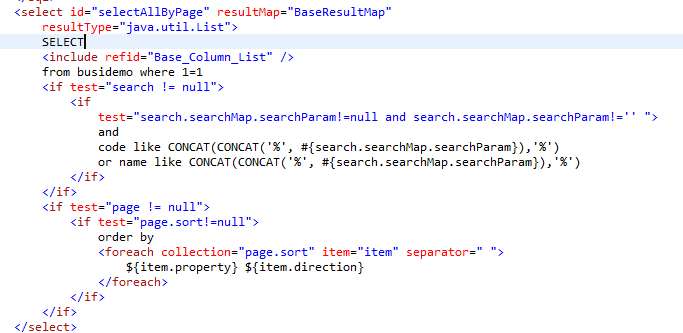 <select id="selectAllByPage" resultMap="BaseResultMap"
resultType="java.util.List">
SELECT
<include refid="Base_Column_List" />
from busidemo where 1=1
<if test="search != null">
<if
test="search.searchMap.searchParam!=null and search.searchMap.searchParam!='' ">
and
code like CONCAT(CONCAT('%', #{search.searchMap.searchParam}),'%')
or name like CONCAT(CONCAT('%', #{search.searchMap.searchParam}),'%')
</if>
</if>
<if test="page != null">
<if test="page.sort!=null">
order by
<foreach collection="page.sort" item="item" separator=" ">
${item.property} ${item.direction}
</foreach>
</if>
</if>
</select>